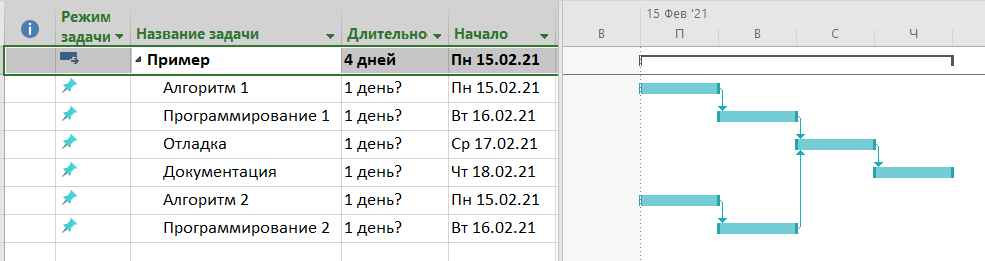 Режим задачи Название задачи Длительно Начало
Пример 4 дней Пн 15.02.21
Алгоритм 1 1 день? Пн 15.02.21
Программирование 1 1 день? Вт 16.02.21
Отладка 1 день? Ср 17.02.21
Документация 1 день? Чт 18.02.21
Алгоритм 2 1 день? Пн 15.02.21
Программирование 2 1 день? Вт 16.02.21
15 Фев '21
В П В С Ч